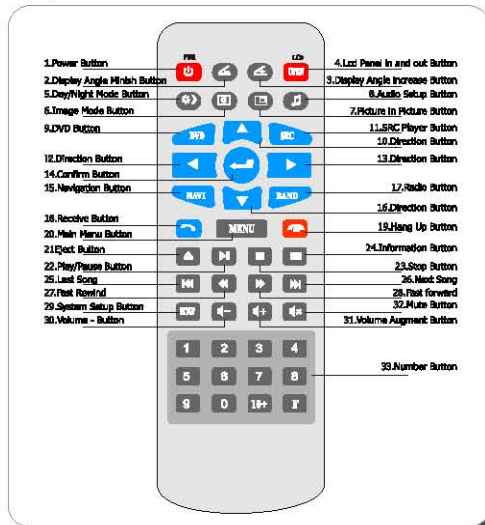 PWR LCD
1.Power Button
4.Lcd Panel in and out Button
2.Display Angle Minish Button
3.Display Angle Increase Button
OPEN
5.Day/Night Mode Button
8.Audio Setup Button
6.Image Mode Button
7.Picture in Picture Button
9.DVD Button
DVD
SRC
11.SRC Player Button
10.Direction Button
12.Direction Button
13.Direction Button
14.Confirm Button
15.Navigation Button
NAVI
BAND
17.Radio Button
16.Direction Button
18.Receive Button
MENU
19.Hang Up Button
20.Main Menu Button
21.Eject Button
24.Information Button
22.Play/Pause Button
23.Stop Button
25.Last Song
26.Next Song
27.Fast Rewind
28.Fast forward
29.System Setup Button
32.Mute Button
30.Volume - Button
31.Volume Augment Button
1 2 3 4
33.Number Button
5 6 7 8
9 0 10+ F